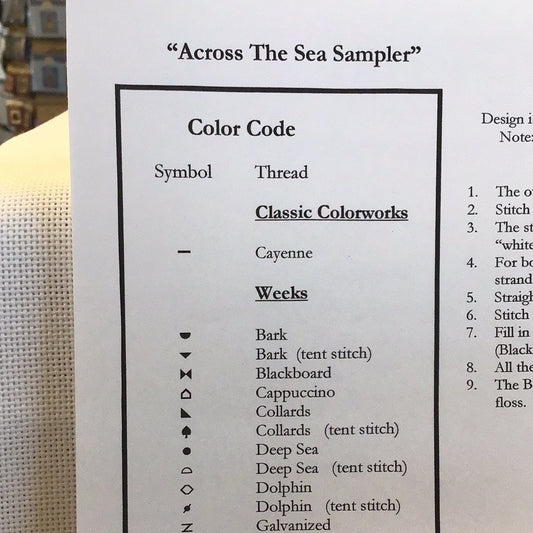 “Across The Sea Sampler”
Color Code
Symbol Thread
Classic Colorworks
Cayenne
Weeks
Bark
Bark (tent stitch)
Blackboard
Cappuccino
Collards
Collards (tent stitch)
Deep Sea
Deep Sea (tent stitch)
Dolphin
Dolphin (tent stitch)
Galvanized
Design i
Note:
1. The o
2. Stitch
3. The st
“white
4. For bo
strand
5. Straigh
6. Stitch
7. Fill in
(Black
8. All the
9. The B
floss.